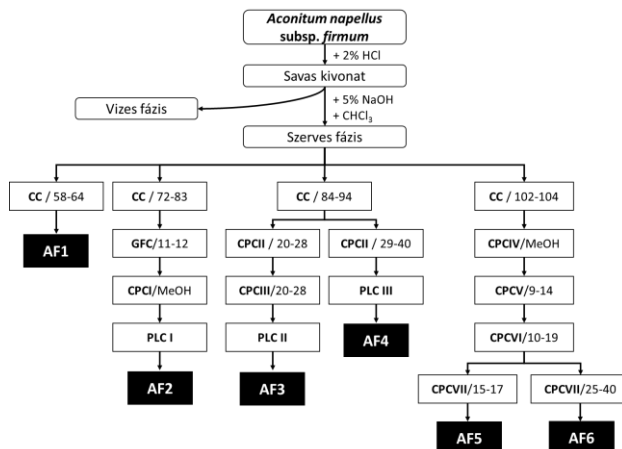 Aconitum napellus
subsp. firmum
+ 2% HCl
Savas kivonat
Vizes fázis
+ 5% NaOH
+ CHCl₃
Szerves fázis
CC / 58-64
CC / 72-83
CC / 84-94
CC / 102-104
AF1
GFC/11-12
CPCII / 20-28
CPCII / 29-40
CPCIV/MeOH
CPCI/MeOH
CPCIII/20-28
PLC III
CPCV/9-14
PLC I
PLC II
AF4
CPCVI/10-19
AF2
AF3
CPCVII/15-17
CPCVII/25-40
AF5
AF6